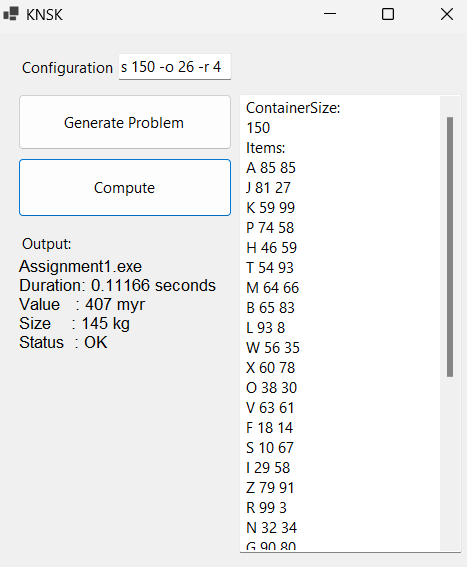 KNSK
Configuration s 150 -o 26 -r 4
Generate Problem
Compute
Output:
Assignment1.exe
Duration: 0.11166 seconds
Value : 407 myr
Size : 145 kg
Status : OK
ContainerSize:
150
Items:
A 85 85
J 81 27
K 59 99
P 74 58
H 46 59
T 54 93
M 64 66
B 65 83
L 93 8
W 56 35
X 60 78
O 38 30
V 63 61
F 18 14
S 10 67
I 29 58
Z 79 91
R 99 3
N 32 34
G 90 80